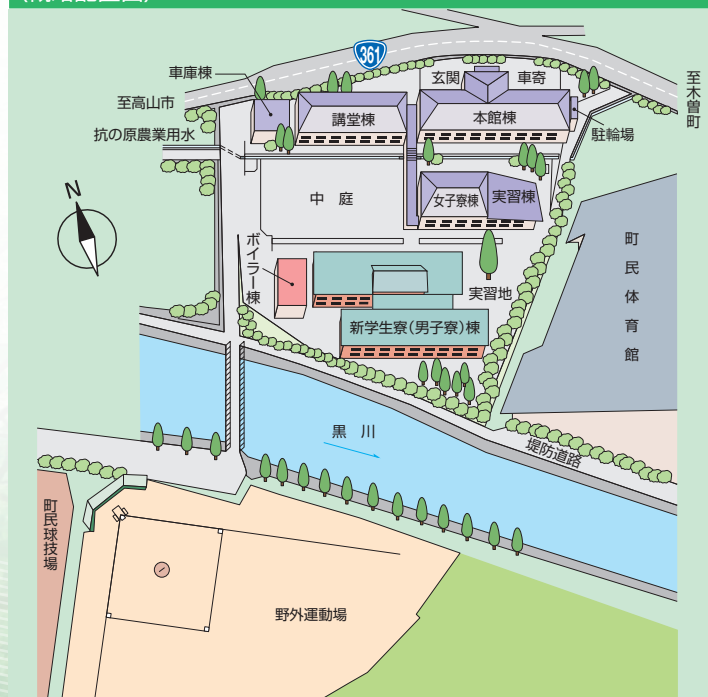 361
車庫棟
玄関
車寄
至高山市
講堂棟
本館棟
至木曽町
抗の原農業用水
駐輪場
N
中庭
女子寮棟
実習棟
ボイラー棟
町民体育館
実習地
新学生寮(男子寮)棟
黒川
堤防道路
町民球技場
野外運動場